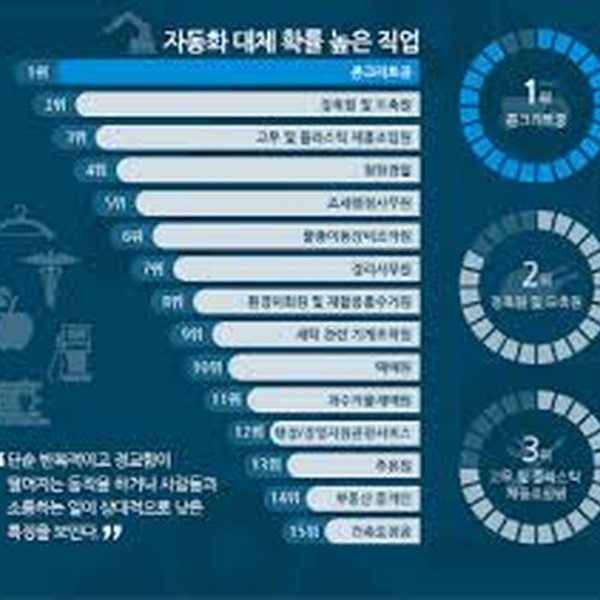 자동화 대체 확률 높은 직업
1위 콘크리트공
2위 정육원 및 도축원
3위 고무 및 플라스틱 제품조립원
4위 청원경찰
5위 조세행정사무원
6위 물품이동장비조작원
7위 경리사무원
8위 환경미화원 및 재활용품수거원
9위 세탁 관련 기계조작원
10위 택배원
11위 과수작물재배원
12위 행정/경영지원관련서비스
13위 주유원
14위 부동산 중개인
15위 건축도장공
단순 반복적이고 정교함이
떨어지는 동작을 하거나 사람들과
소통하는 일이 상대적으로 낮은
특징을 보인다.”
1위
콘크리트공
2위
정육원 및 도축원
3위
고무 및 플라스틱
제품조립원